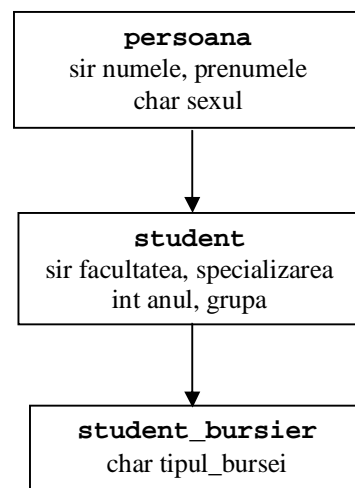 persoana
sir numele, prenumele
char sexul
student
sir facultatea, specializarea
int anul, grupa
student_bursier
char tipul_bursei